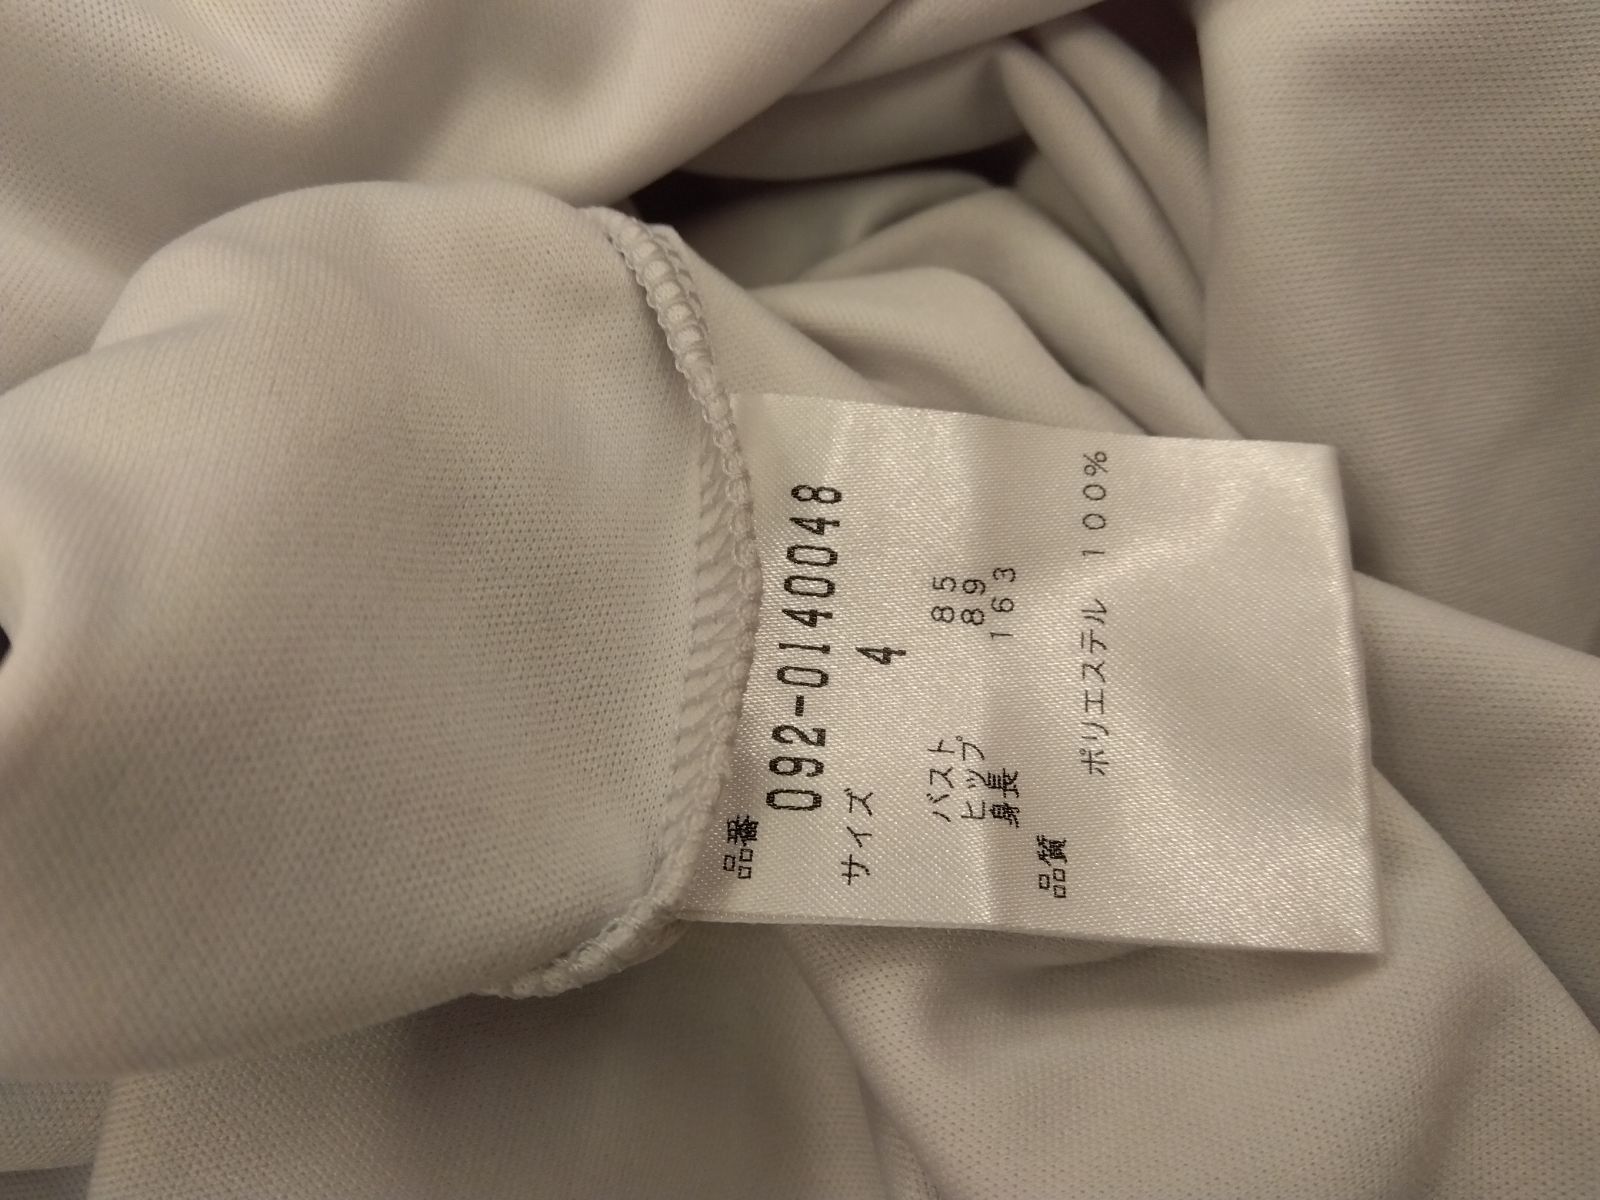 品番
092-0140048
サイズ 4
バスト 85
ヒップ 89
身長 163
品質
ポリエステル 100%